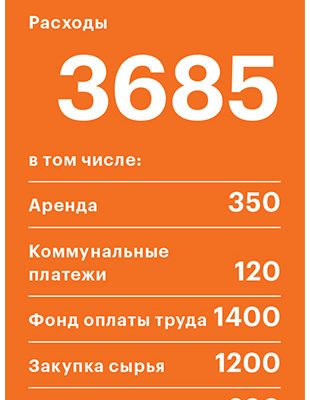 Расходы
3685
в том числе:
Аренда 350
Коммунальные
платежи 120
Фонд оплаты труда 1400
Закупка сырья 1200